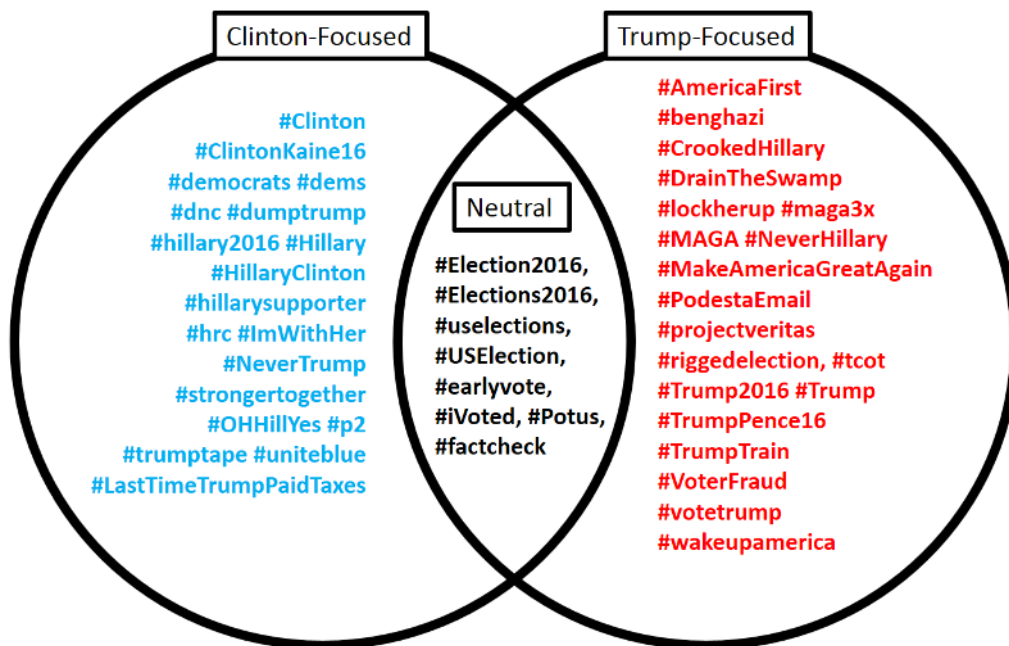 Clinton-Focused
#Clinton
#ClintonKaine16
#democrats #dems
#dnc #dumptrump
#hillary2016 #Hillary
#HillaryClinton
#hillarysupporter
#hrc #ImWithHer
#NeverTrump
#strongertogether
#OHHillYes #p2
#trumptape #uniteblue
#LastTimeTrumpPaidTaxes
Neutral
#Election2016,
#Elections2016,
#uselections,
#USElection,
#earlyvote,
#iVoted, #Potus,
#factcheck
Trump-Focused
#AmericaFirst
#benghazi
#CrookedHillary
#DrainTheSwamp
#lockherup #maga3x
#MAGA #NeverHillary
#MakeAmericaGreatAgain
#PodestaEmail
#projectveritas
#riggedelection, #tcot
#Trump2016 #Trump
#TrumpPence16
#TrumpTrain
#VoterFraud
#votetrump
#wakeupamerica